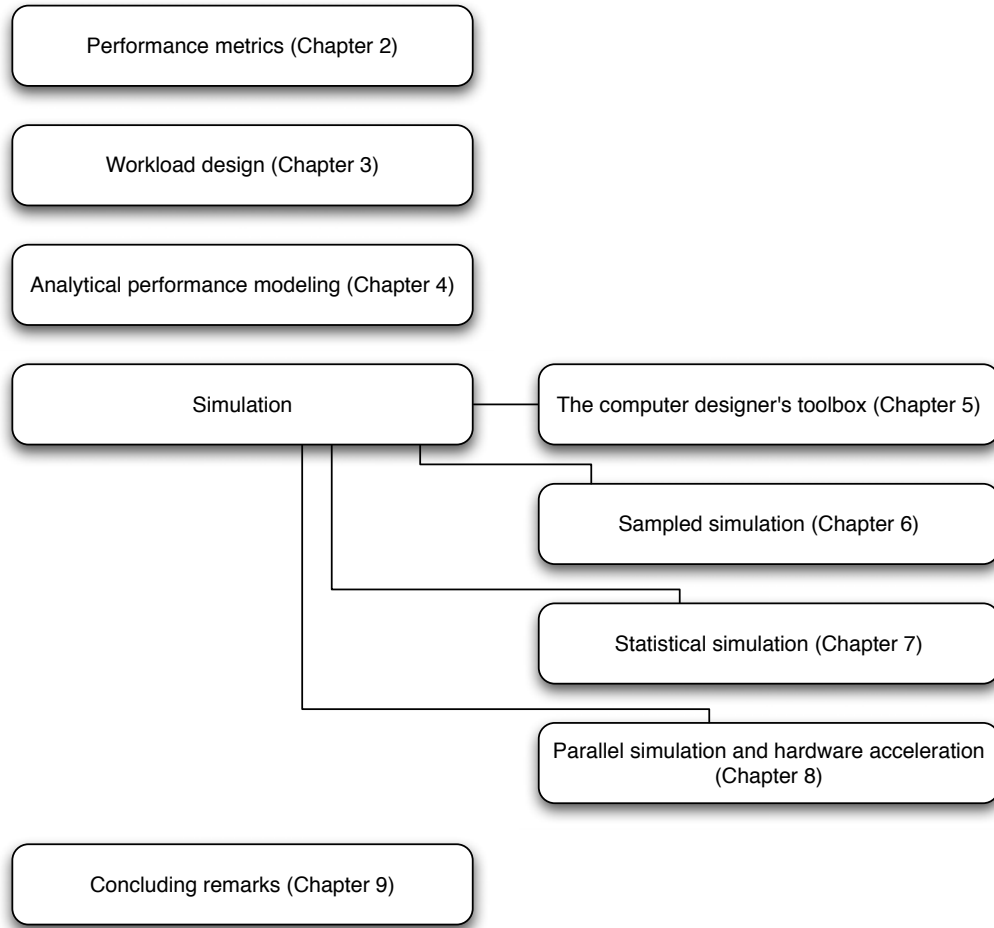 Performance metrics (Chapter 2)
Workload design (Chapter 3)
Analytical performance modeling (Chapter 4)
Simulation
The computer designer's toolbox (Chapter 5)
Sampled simulation (Chapter 6)
Statistical simulation (Chapter 7)
Parallel simulation and hardware acceleration
(Chapter 8)
Concluding remarks (Chapter 9)